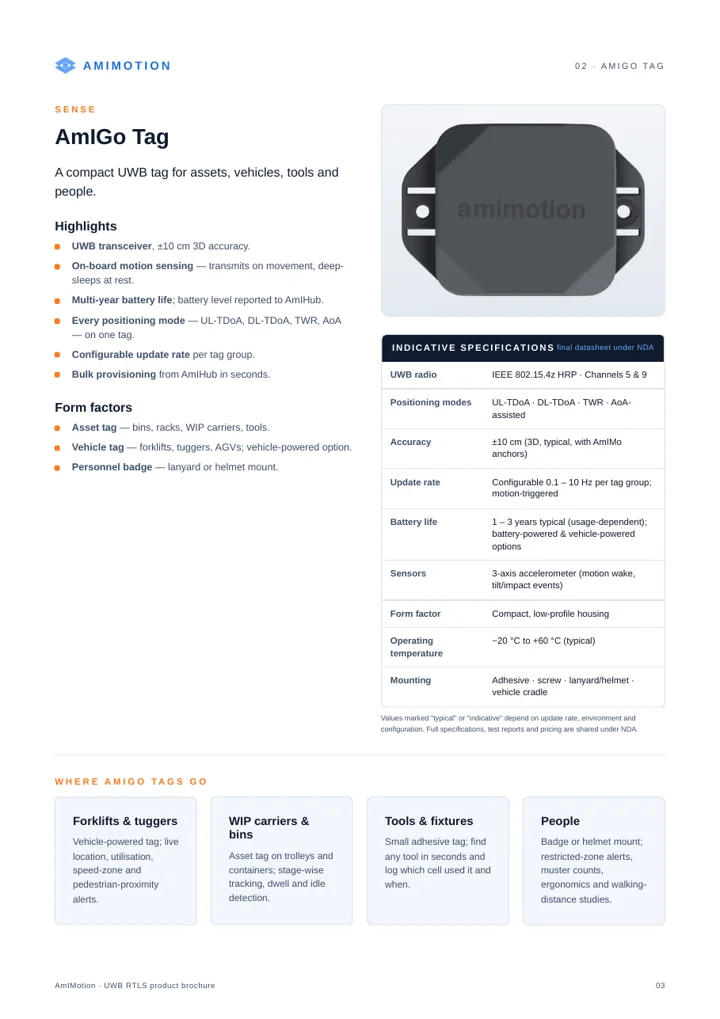 AMIMOTION
02 · AMIGO TAG
SENSE
AmIGo Tag
A compact UWB tag for assets, vehicles, tools and
people.
Highlights
UWB transceiver, ±10 cm 3D accuracy.
On-board motion sensing — transmits on movement, deep-
sleeps at rest.
Multi-year battery life; battery level reported to AmIHub.
Every positioning mode — UL-TDoA, DL-TDoA, TWR, AoA
— on one tag.
Configurable update rate per tag group.
Bulk provisioning from AmIHub in seconds.
Form factors
Asset tag — bins, racks, WIP carriers, tools.
Vehicle tag — forklifts, tuggers, AGVs; vehicle-powered option.
Personnel badge — lanyard or helmet mount.
amimotion
INDICATIVE SPECIFICATIONS final datasheet under NDA
UWB radio IEEE 802.15.4z HRP · Channels 5 & 9
Positioning modes UL-TDoA · DL-TDoA · TWR · AoA-
assisted
Accuracy ±10 cm (3D, typical, with AmIMo
anchors)
Update rate Configurable 0.1 – 10 Hz per tag group;
motion-triggered
Battery life 1 – 3 years typical (usage-dependent);
battery-powered & vehicle-powered
options
Sensors 3-axis accelerometer (motion wake,
tilt/impact events)
Form factor Compact, low-profile housing
Operating −20 °C to +60 °C (typical)
temperature
Mounting Adhesive · screw · lanyard/helmet ·
vehicle cradle
Values marked "typical" or "indicative" depend on update rate, environment and
configuration. Full specifications, test reports and pricing are shared under NDA.
WHERE AMIGO TAGS GO
Forklifts & tuggers
Vehicle-powered tag; live
location, utilisation,
speed-zone and
pedestrian-proximity
alerts.
WIP carriers &
bins
Asset tag on trolleys and
containers; stage-wise
tracking, dwell and idle
detection.
Tools & fixtures
Small adhesive tag; find
any tool in seconds and
log which cell used it and
when.
People
Badge or helmet mount;
restricted-zone alerts,
muster counts,
ergonomics and walking-
distance studies.
AmIMotion · UWB RTLS product brochure
03